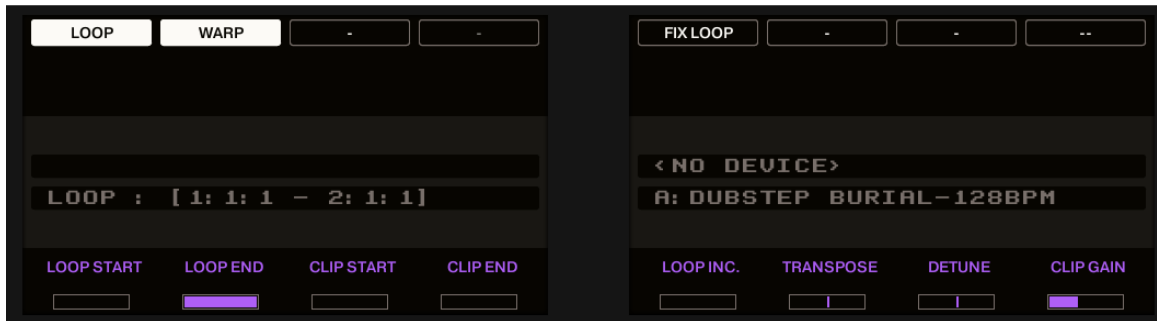 LOOP WARP - -
<NO DEVICE>
LOOP : [ 1: 1: 1 – 2: 1: 1]
LOOP START LOOP END CLIP START CLIP END
FIX LOOP - - --
A: DUBSTEP BURIAL–128BPM
LOOP INC. TRANSPOSE DETUNE CLIP GAIN